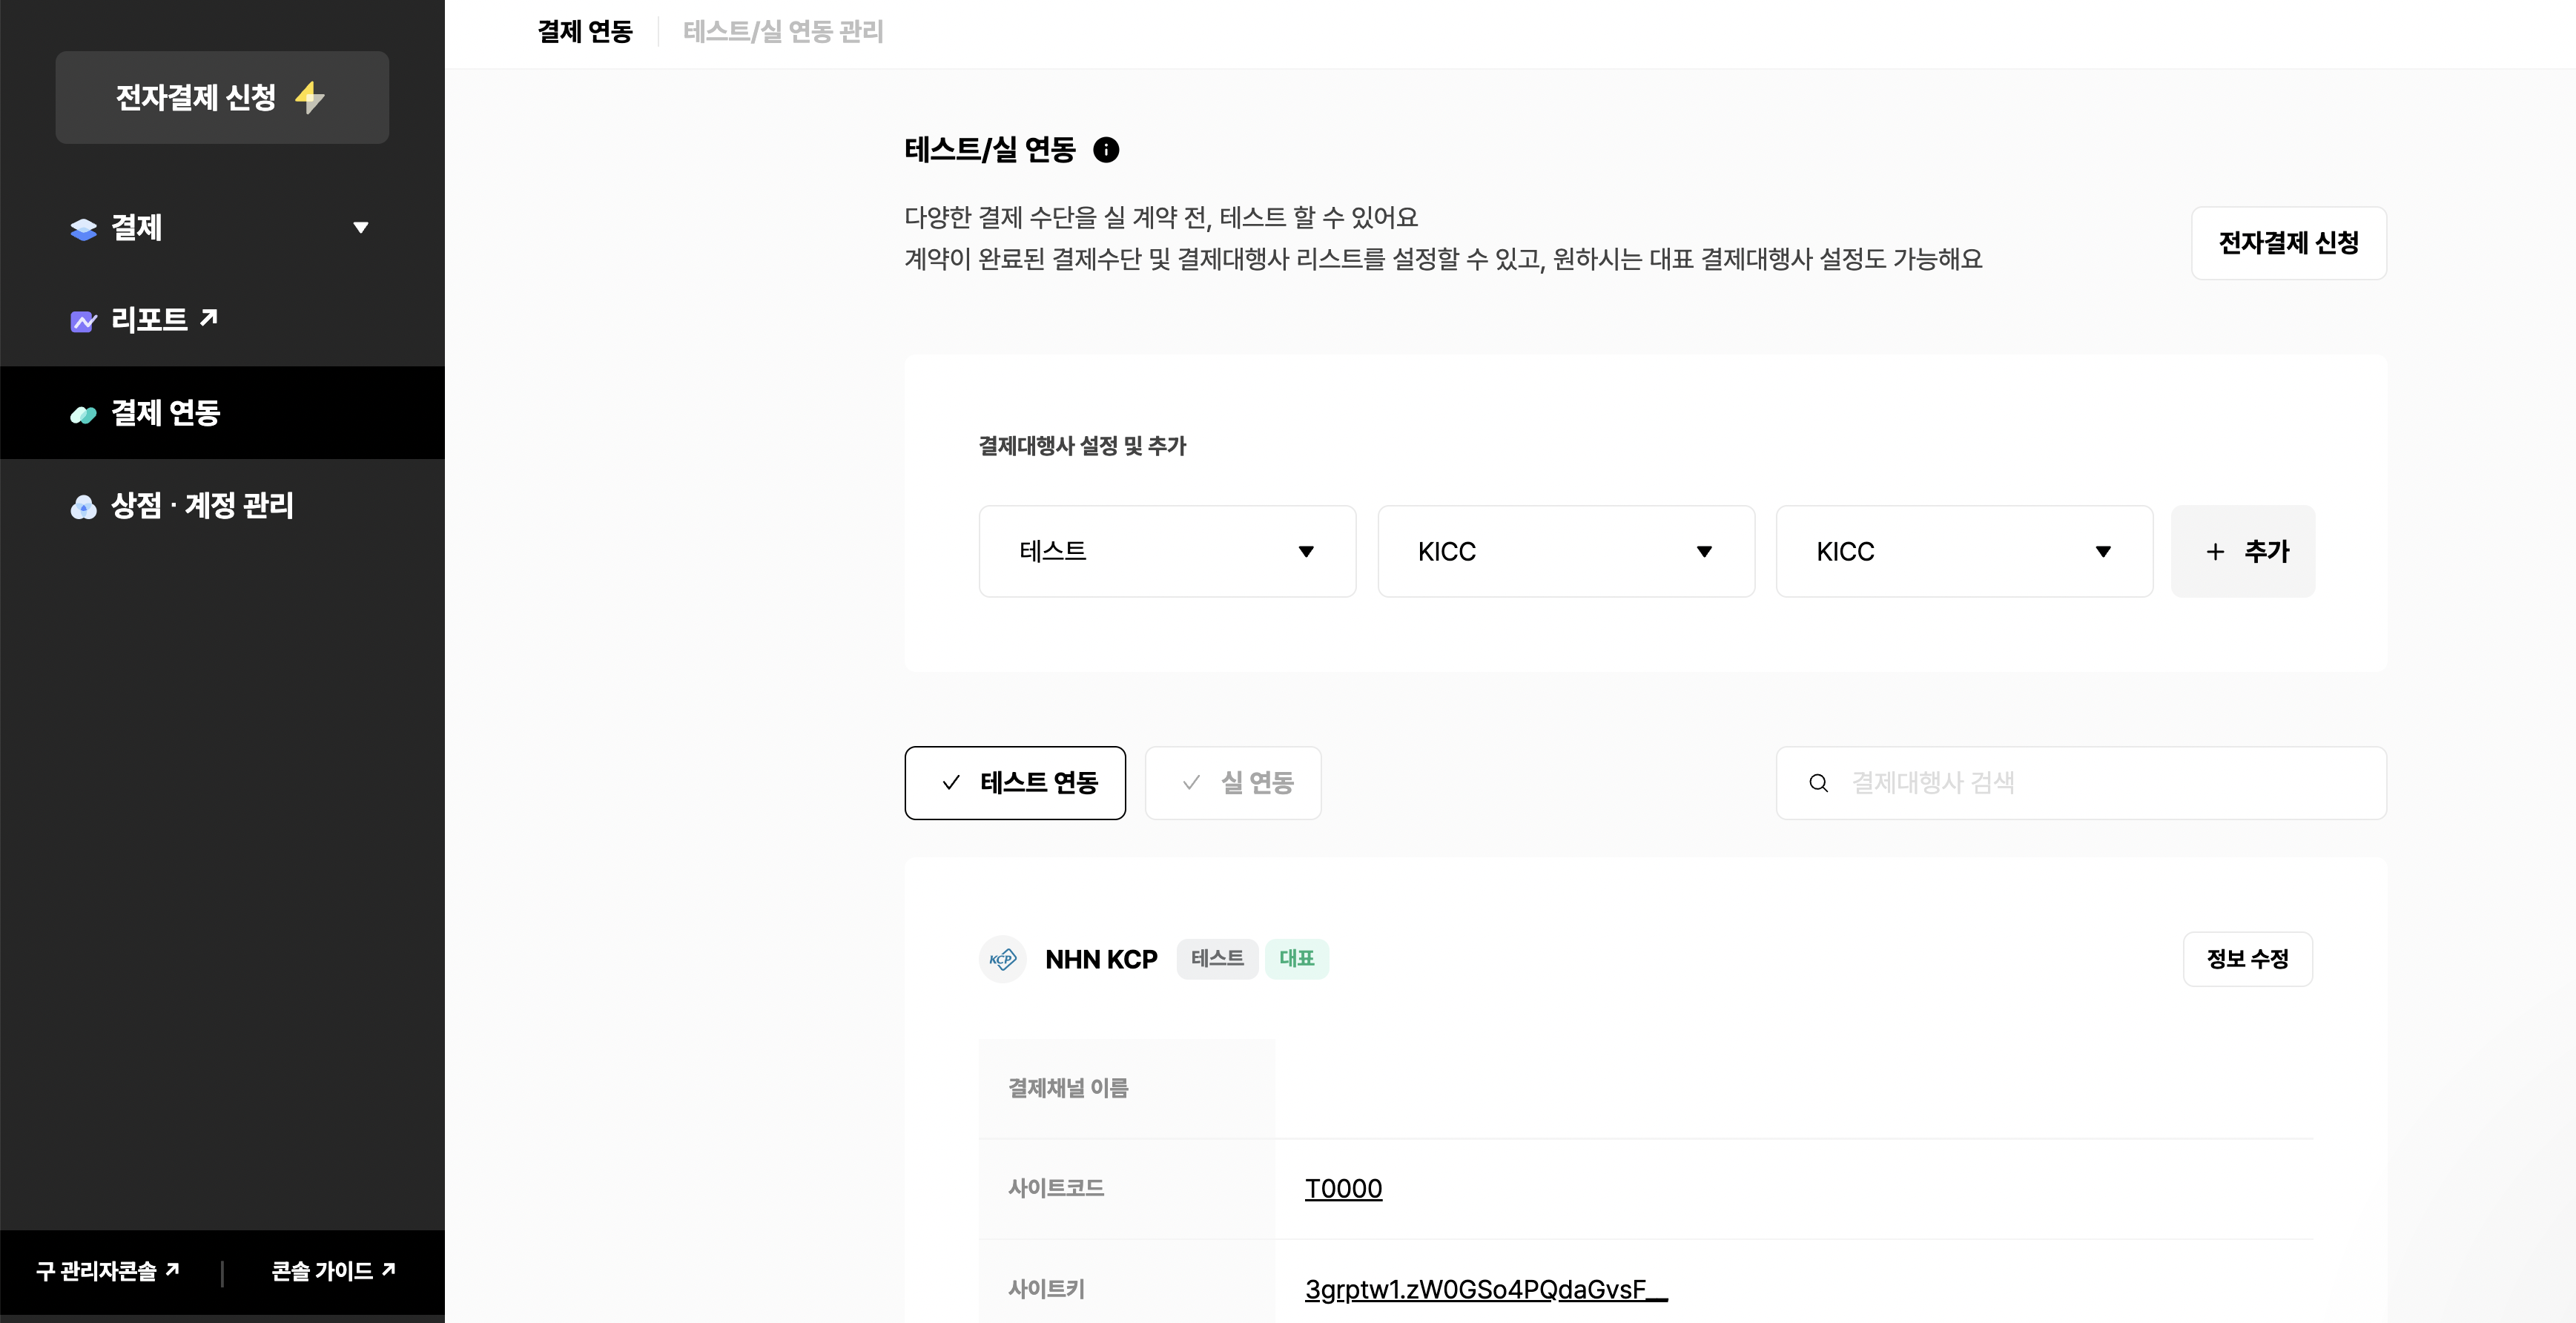 전자결제 신청
결제
리포트
결제 연동
상점 · 계정 관리
구 관리자콘솔
콘솔 가이드
결제 연동
테스트/실 연동 관리
테스트/실 연동
다양한 결제 수단을 실 계약 전, 테스트 할 수 있어요
계약이 완료된 결제수단 및 결제대행사 리스트를 설정할 수 있고, 원하시는 대표 결제대행사 설정도 가능해요
전자결제 신청
결제대행사 설정 및 추가
테스트
KICC
KICC
+ 추가
테스트 연동
실 연동
결제대행사 검색
KCP
NHN KCP
테스트
대표
정보 수정
결제채널 이름
사이트코드
T0000
사이트키
3grptw1.zW0GSo4PQdaGvsF__